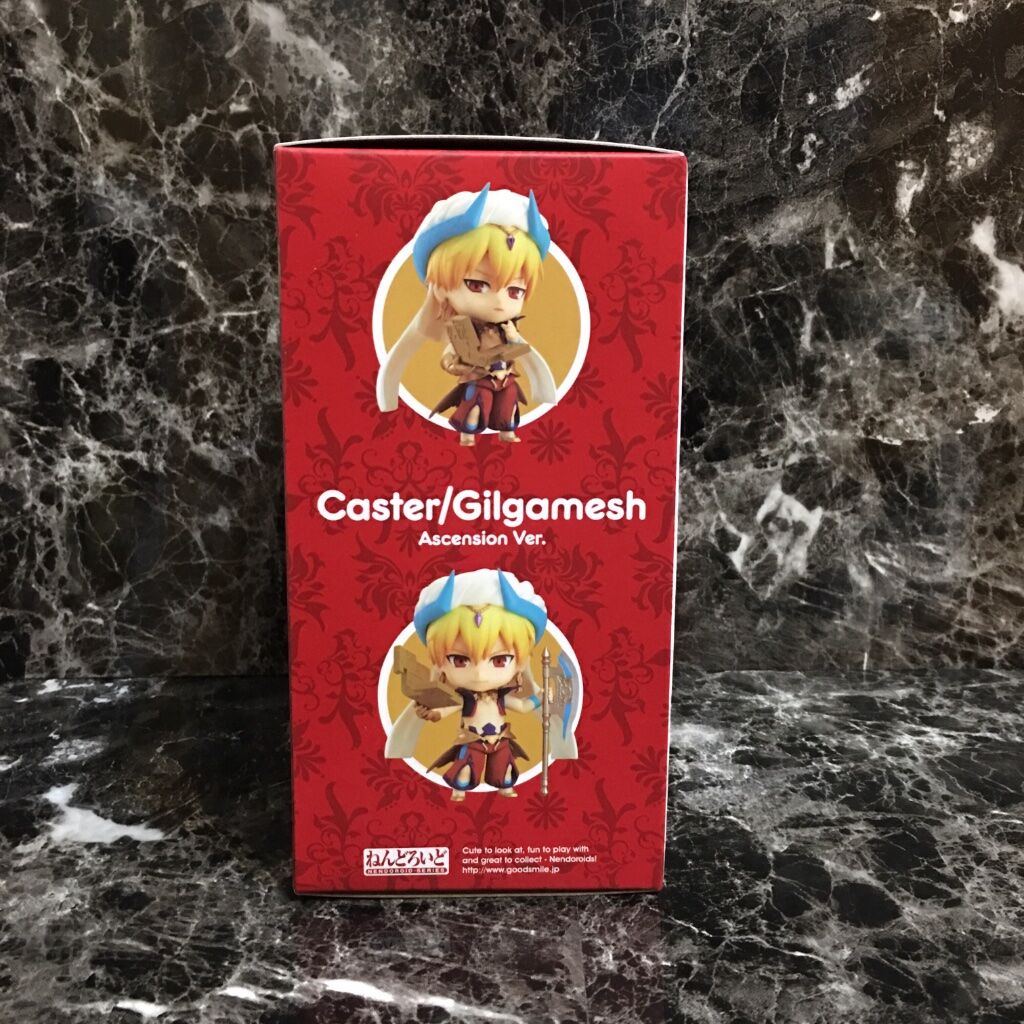 Caster/Gilgamesh
Ascension Ver.
ねんどろいど
NENDOROID SERIES
Cute to look at, fun to play with
and great to collect - Nendoroids!
http://www.goodsmile.jp